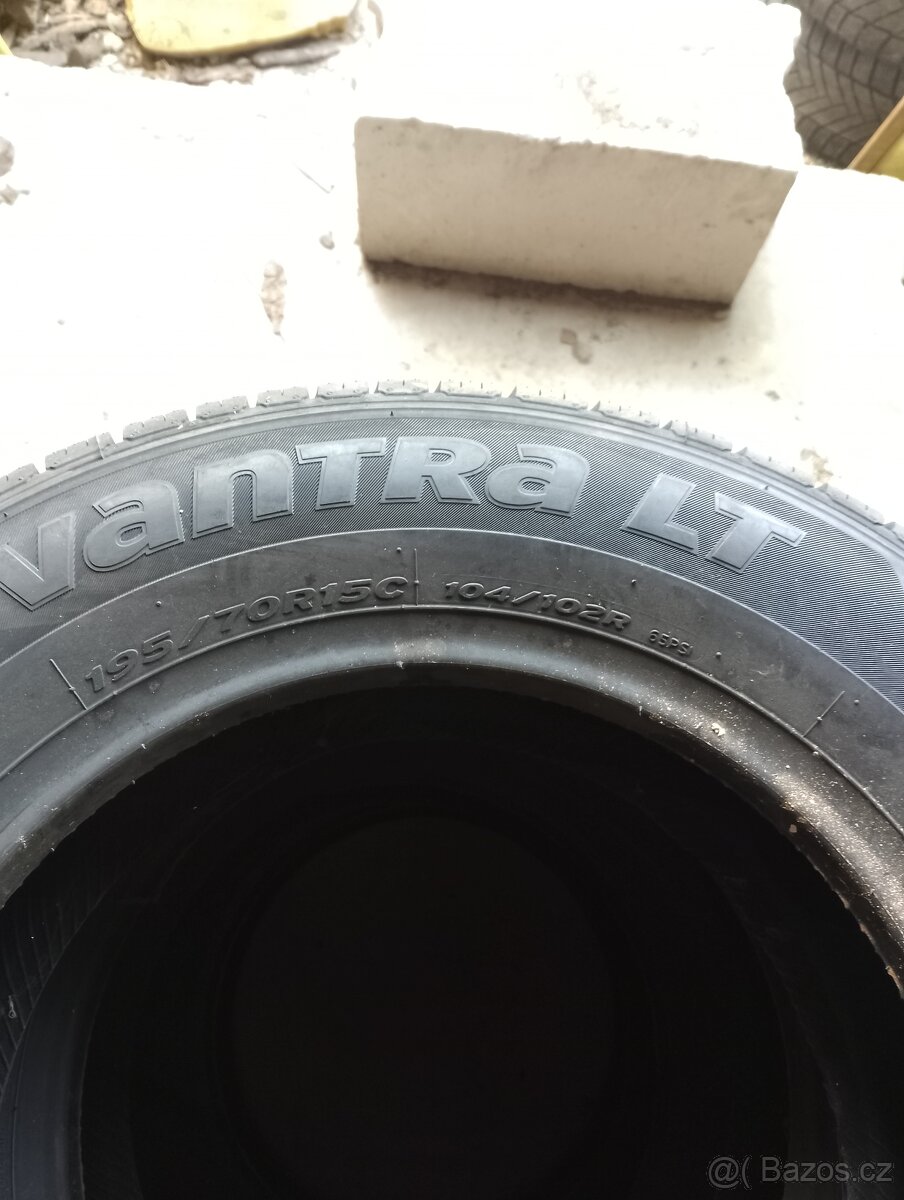 vanTRa LT
195/70R15C 104/102R 65PSI
@( Bazos.cz